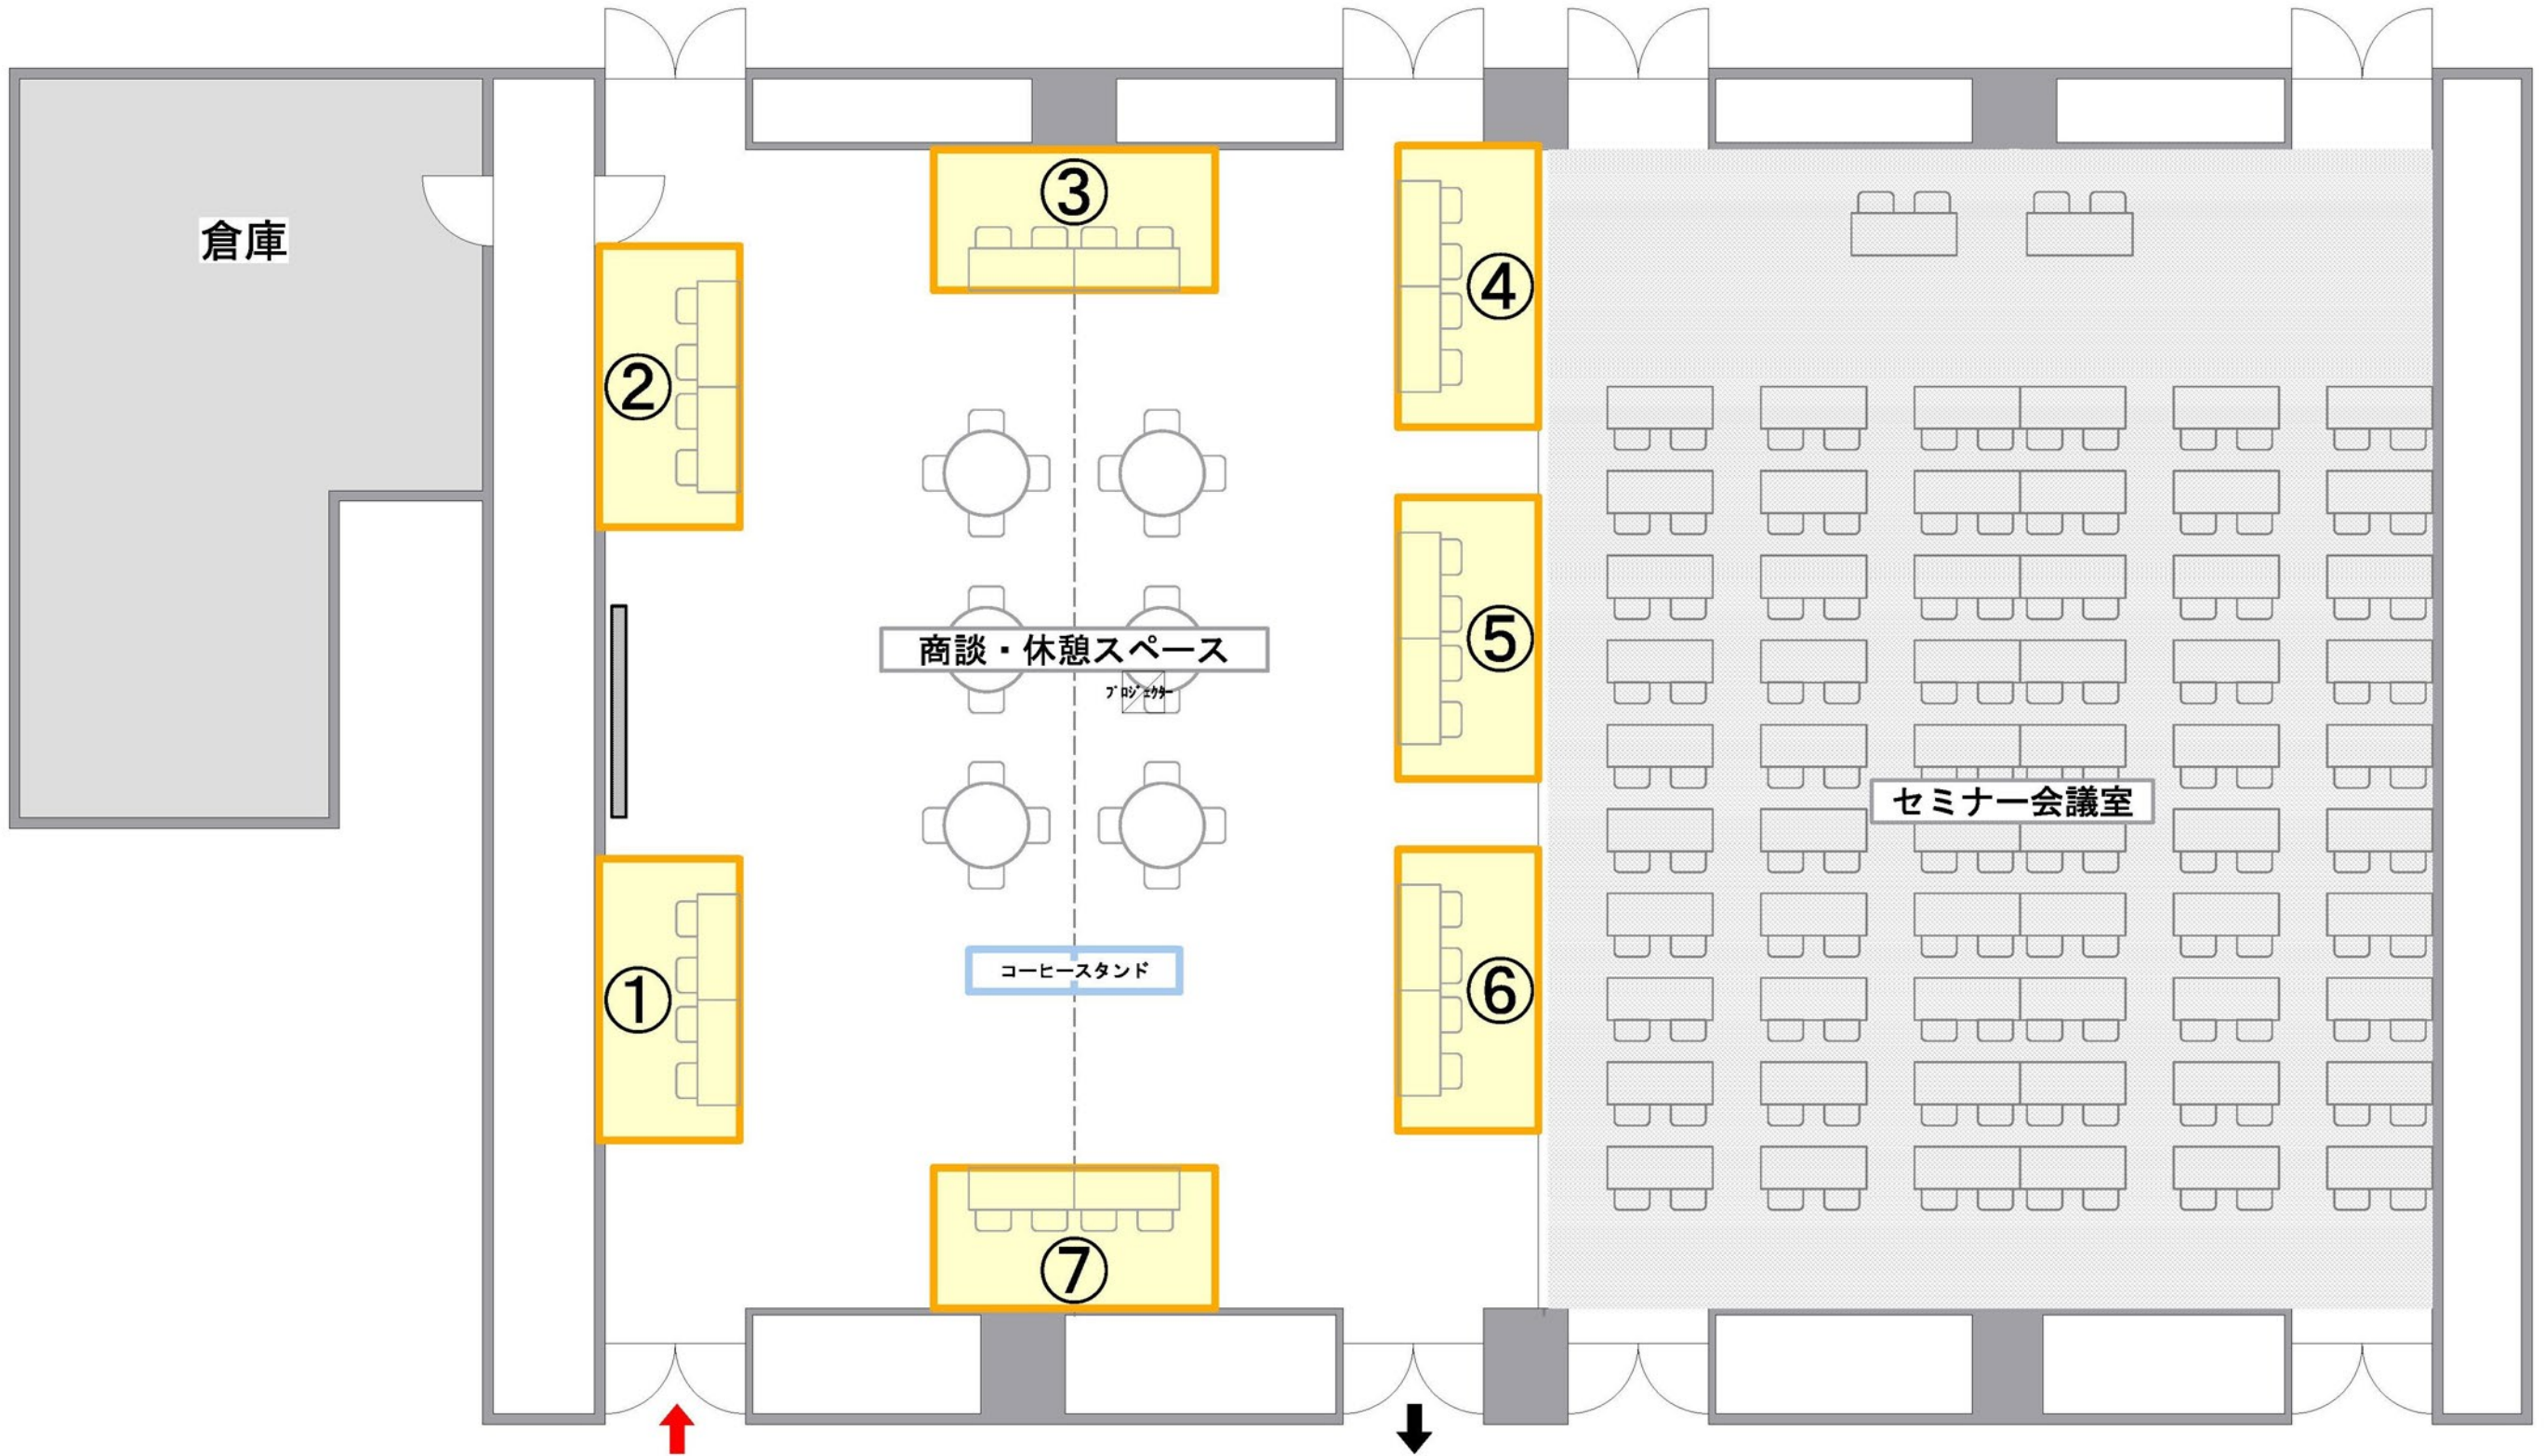 倉庫
③
④
②
⑤
商談・休憩スペース
プロジェクター
セミナー会議室
①
コーヒースタンド
⑥
⑦